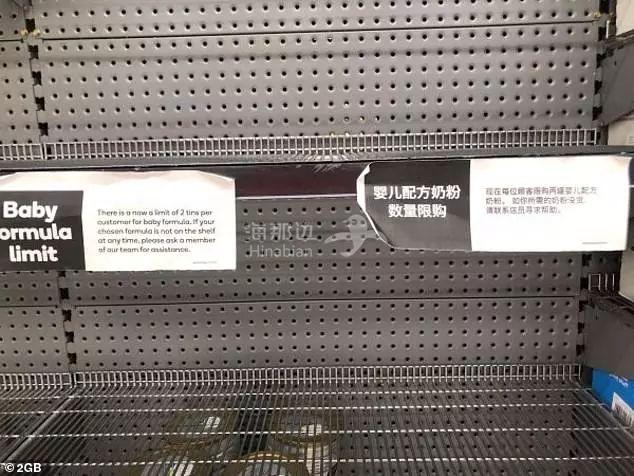 Baby
ormula
limit
There is a now a limit of 2 tins per
customer for baby formula. If your
chosen formula is not on the shelf
at any time, please ask a member
of our team for assistance.
婴儿配方奶粉
数量限购
现在每位顾客限购两罐婴儿配方
奶粉。如你所需的奶粉没货,
请联系店员寻求帮助。
海那边
Hinabian
© 2GB